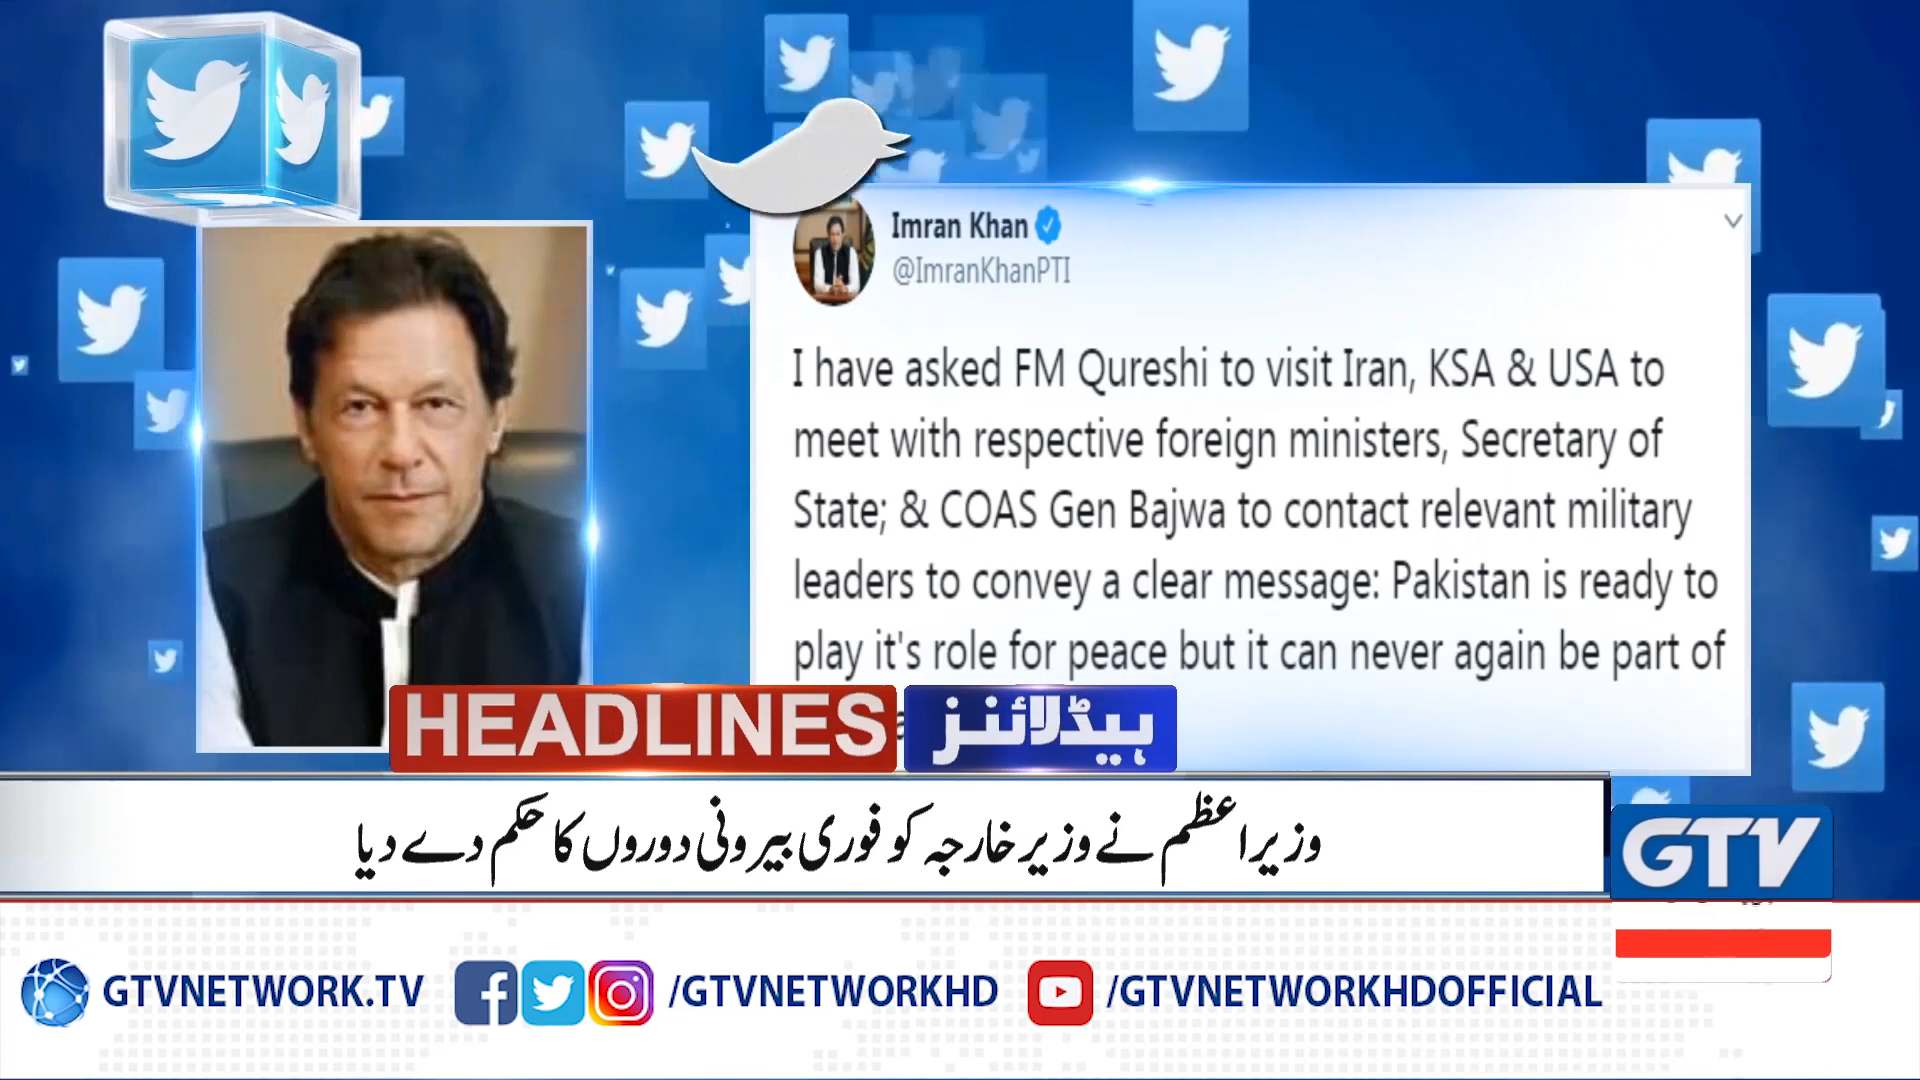 Imran Khan
@ImranKhanPTI
I have asked FM Qureshi to visit Iran, KSA & USA to
meet with respective foreign ministers, Secretary of
State; & COAS Gen Bajwa to contact relevant military
leaders to convey a clear message: Pakistan is ready to
play it's role for peace but it can never again be part of
HEADLINES ہیڈلائنز
وزیراعظم نے وزیرخارجہ کو فوری بیرونی دوروں کا حکم دے دیا
GTV
GTVNETWORK.TV /GTVNETWORKHD /GTVNETWORKHDOFFICIAL